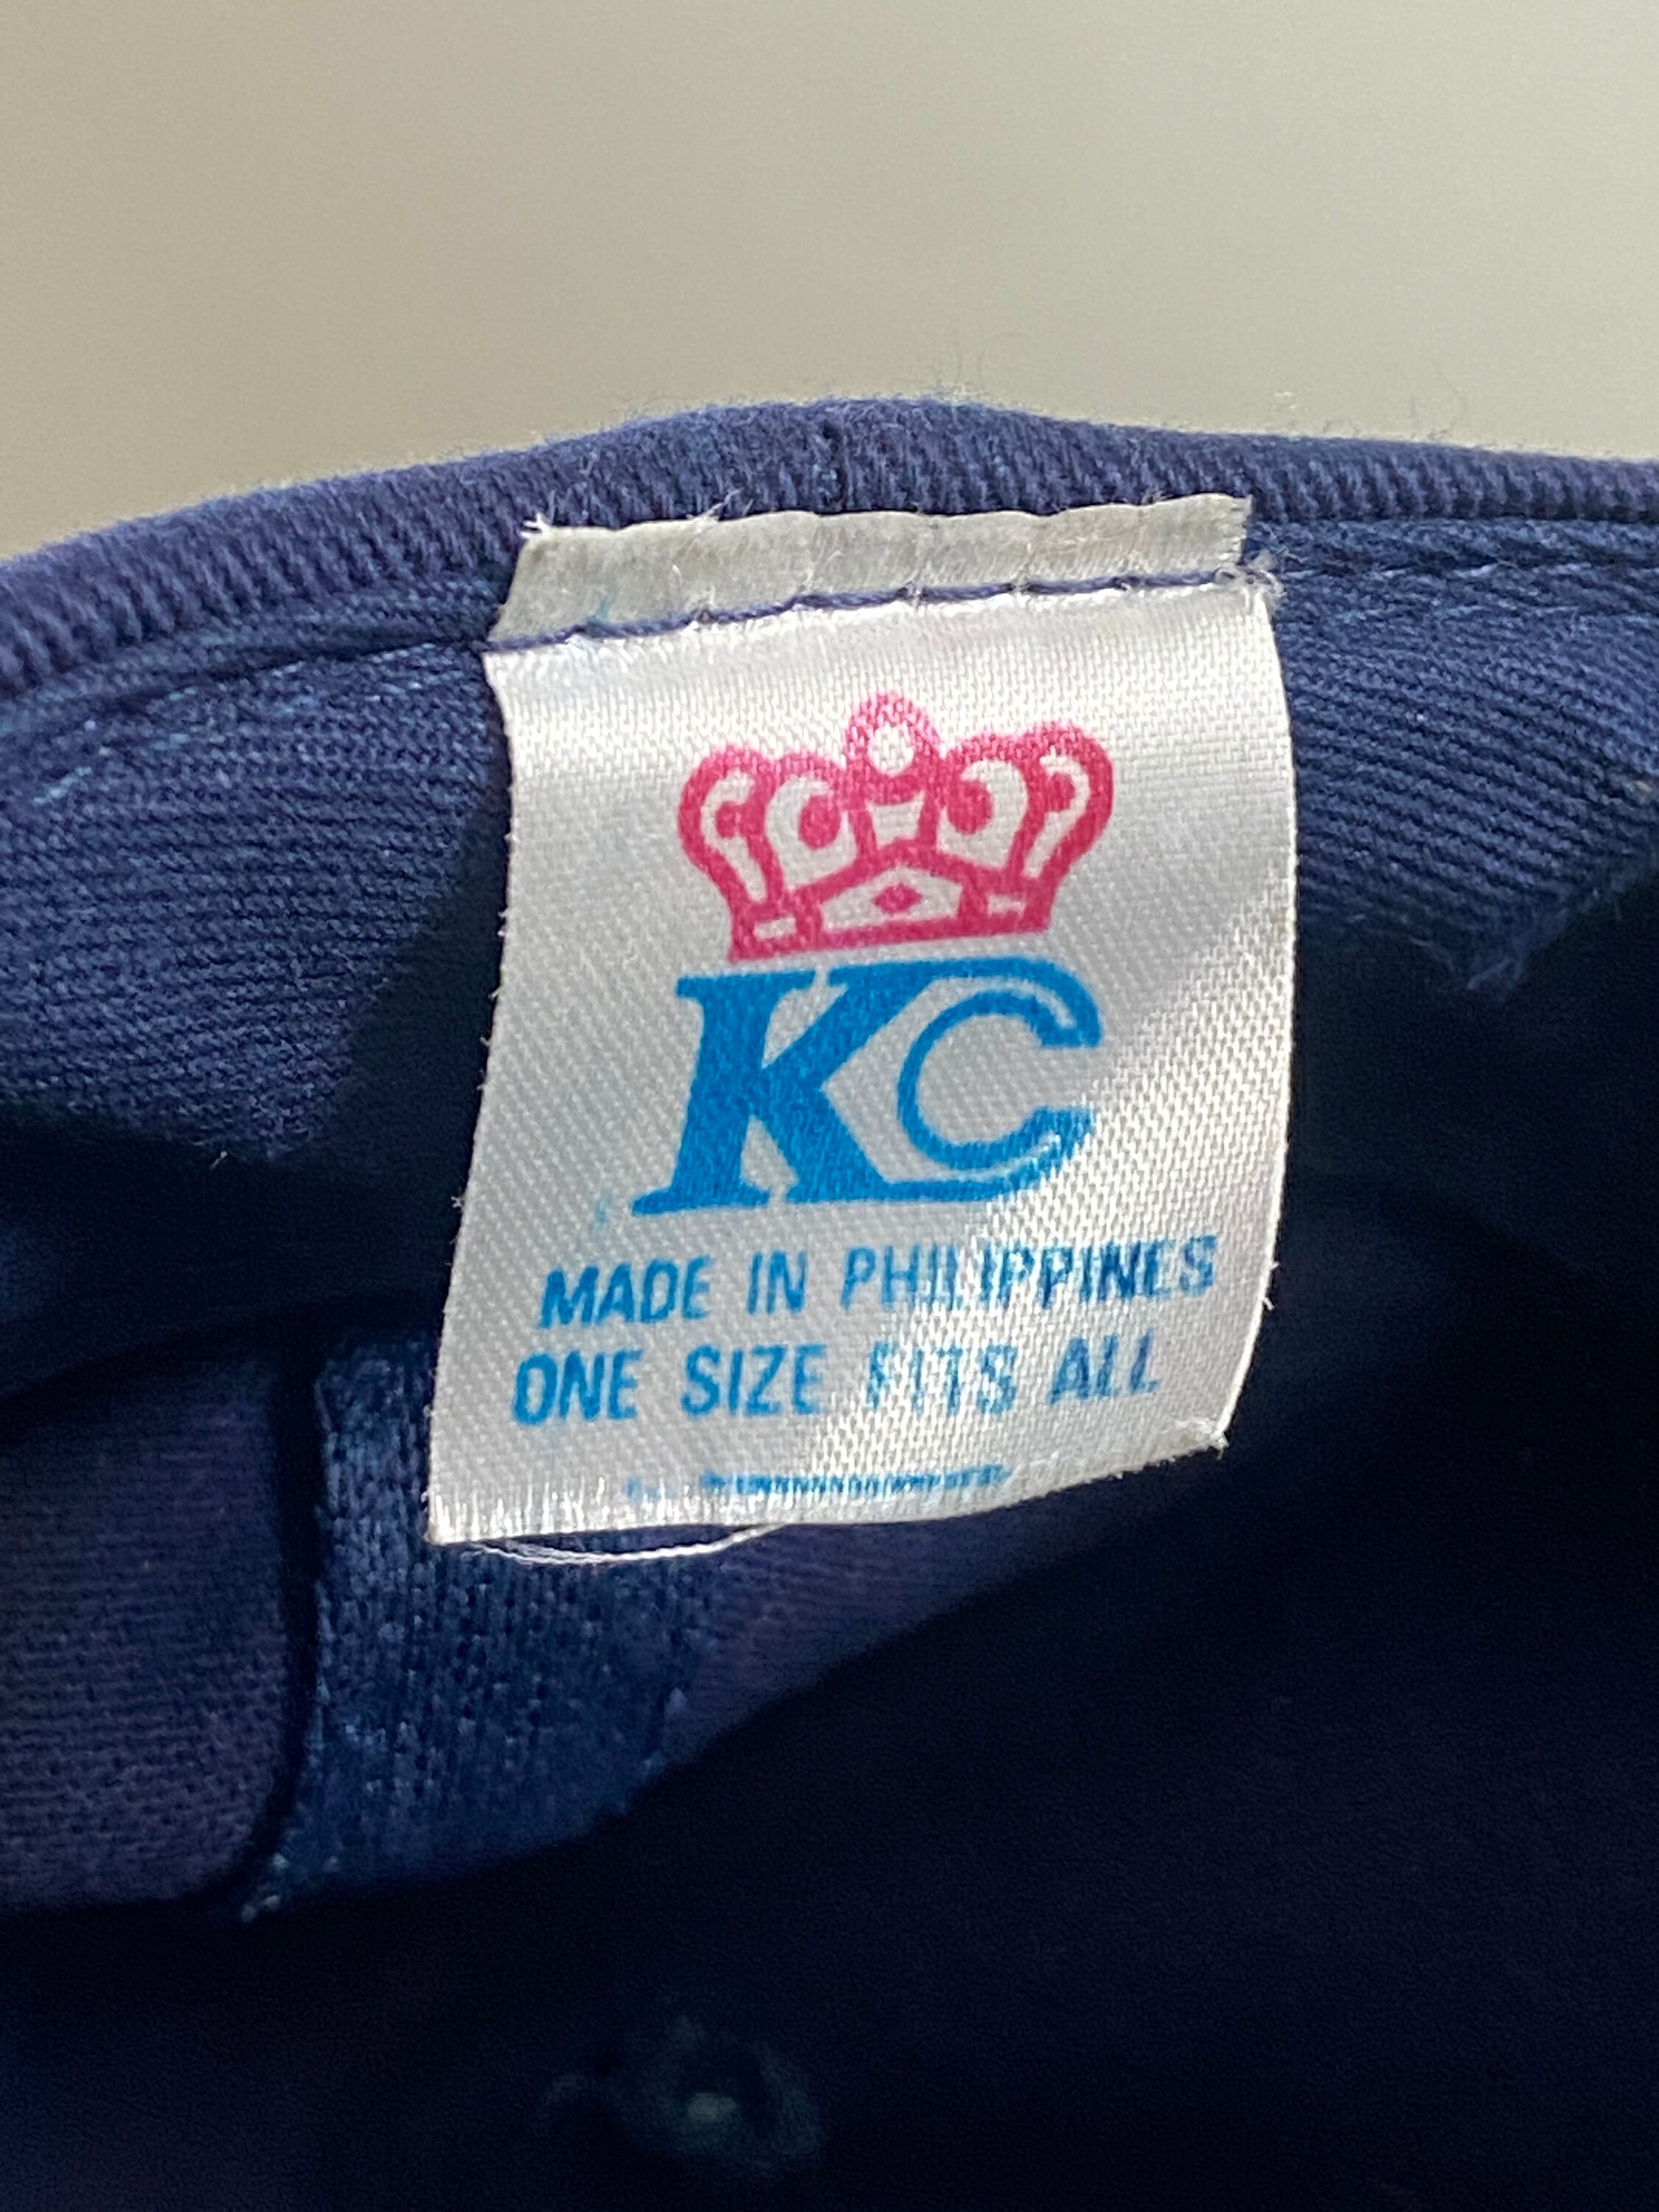 KC
MADE IN PHILIPPINES
ONE SIZE FITS ALL